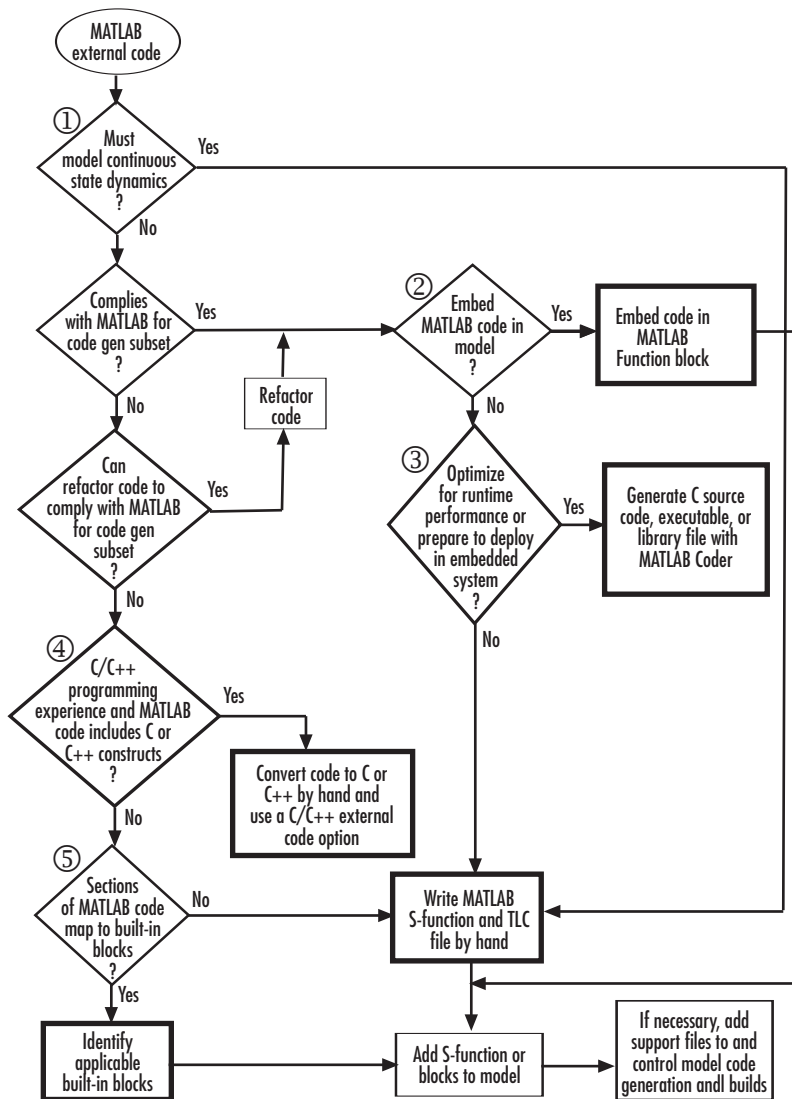 MATLAB
external code
①
Must
model continuous
state dynamics
?
Yes
No
Complies
with MATLAB for
code gen subset
?
Yes
No
②
Embed
MATLAB code in
model
?
Yes
No
Embed code in
MATLAB
Function block
Refactor
code
Can
refactor code to
comply with MATLAB
for code gen
subset
?
Yes
No
③
Optimize
for runtime
performance or
prepare to deploy
in embedded
system
?
Yes
No
Generate C source
code, executable, or
library file with
MATLAB Coder
④
C/C++
programming
experience and MATLAB
code includes C or
C++ constructs
?
Yes
No
Convert code to C or
C++ by hand and
use a C/C++ external
code option
⑤
Sections
of MATLAB code
map to built-in
blocks
?
No
Yes
Write MATLAB
S-function and TLC
file by hand
Identify
applicable
built-in blocks
Add S-function or
blocks to model
If necessary, add
support files to and
control model code
generation andl builds